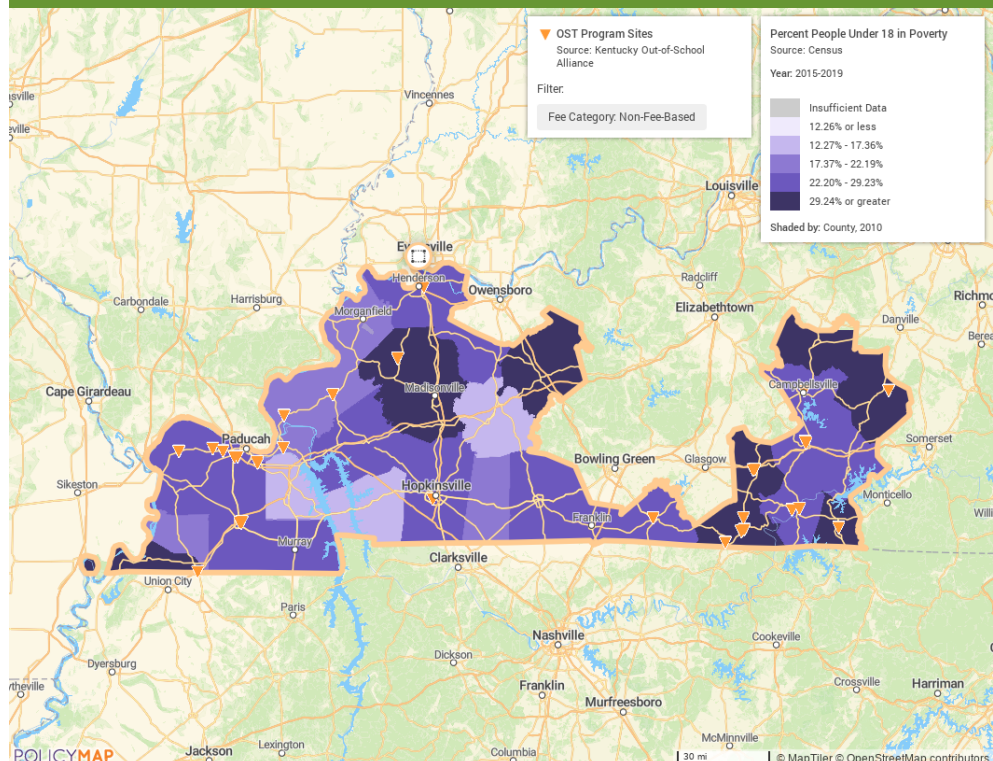 OST Program Sites
Source: Kentucky Out-of-School
Alliance
Filter:
Fee Category: Non-Fee-Based
Percent People Under 18 in Poverty
Source: Census
Year: 2015-2019
Insufficient Data
12.26% or less
12.27% - 17.36%
17.37% - 22.19%
22.20% - 29.23%
29.24% or greater
Shaded by: County, 2010
Vincennes
Louisville
Henderson
Owensboro
Radcliff
Elizabethtown
Carbondale
Harrisburg
Morganfield
Danville
Cape Girardeau
Madisonville
Campbellsville
Paducah
Somerset
Sikeston
Bowling Green
Glasgow
Hopkinsville
Monticello
Franklin
Murray
Clarksville
Union City
Paris
Nashville
Cookeville
Dickson
Dyersburg
Franklin
Crossville
Harriman
Murfreesboro
McMinnville
Jackson
Lexington
Columbia
POLICYMAP
30 mi
© MapTiler © OpenStreetMap contributors